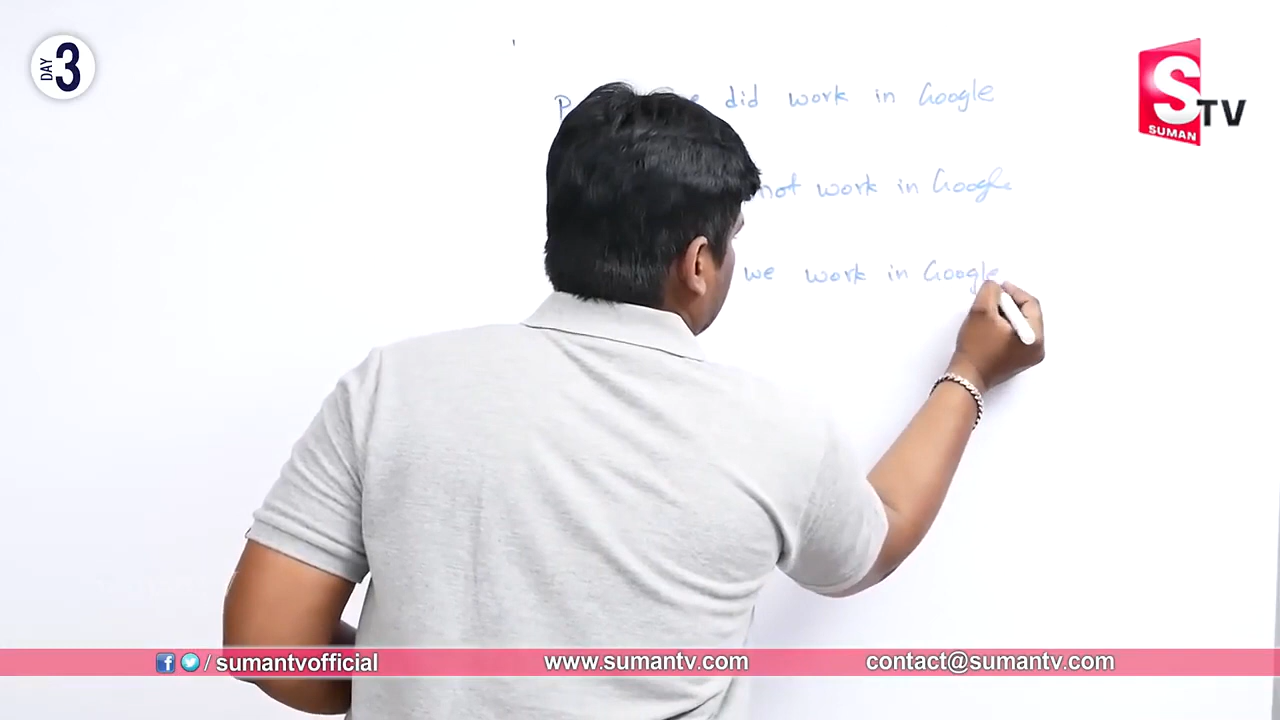 DAY 3
S TV
SUMAN
did work in Google
not work in Google
we work in Google
/ sumantvofficial
www.sumantv.com
contact@sumantv.com